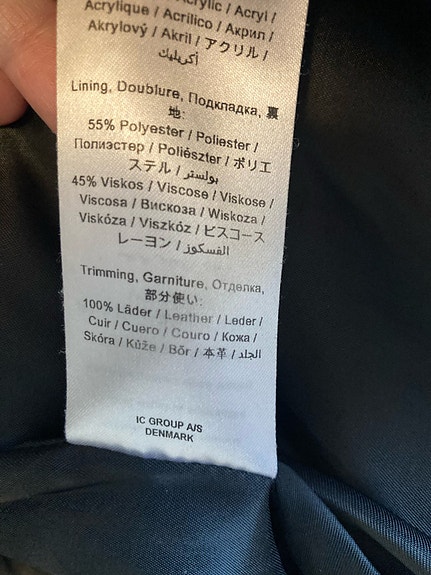 Acrylic / Acryl /
Acrylique / Acrílico / Акрил /
Akrylový / Akril / アクリル /
أكريليك
Lining, Doublure, Подкладка, 裏
地:
55% Polyester / Poliester /
Полиэстер / Poliészter / ポリエ
ステル / بولستر
45% Viskos / Viscose / Viskose /
Viscosa / Вискоза / Wiskoza /
Viskóza / Viszkóz / ビスコース
レーヨン / الفسكوز
Trimming, Garniture, Отделка,
部分使い:
100% Läder / Leather / Leder /
Cuir / Cuero / Couro / Кожа /
Skóra / Kůže / Bőr / 本革 / الجلد
IC GROUP A/S
DENMARK